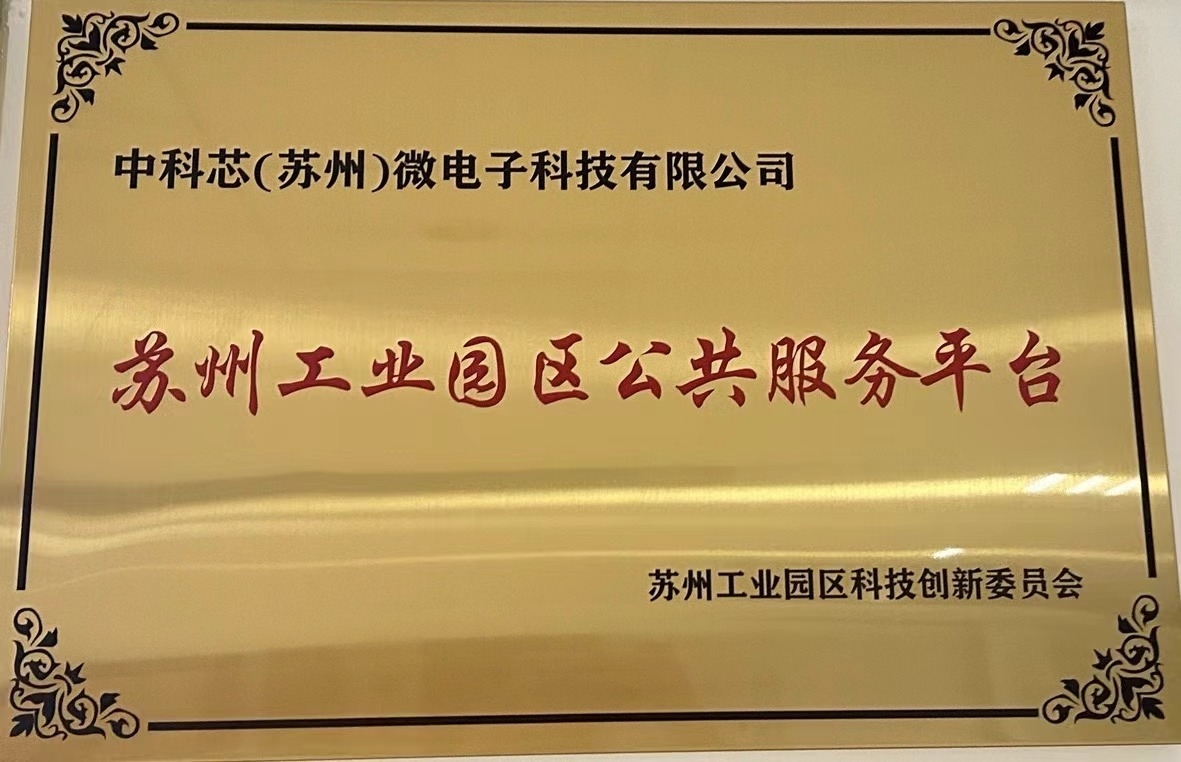 中科芯(苏州)微电子科技有限公司
苏州工业园区公共服务平台
苏州工业园区科技创新委员会